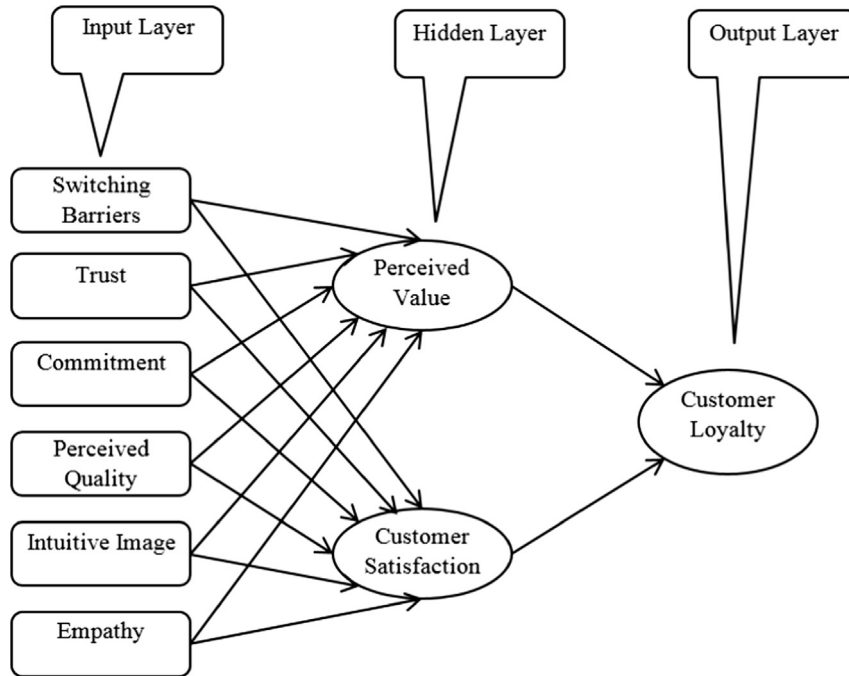 Input Layer
Hidden Layer
Output Layer
Switching
Barriers
Trust
Commitment
Perceived
Quality
Intuitive Image
Empathy
Perceived
Value
Customer
Satisfaction
Customer
Loyalty